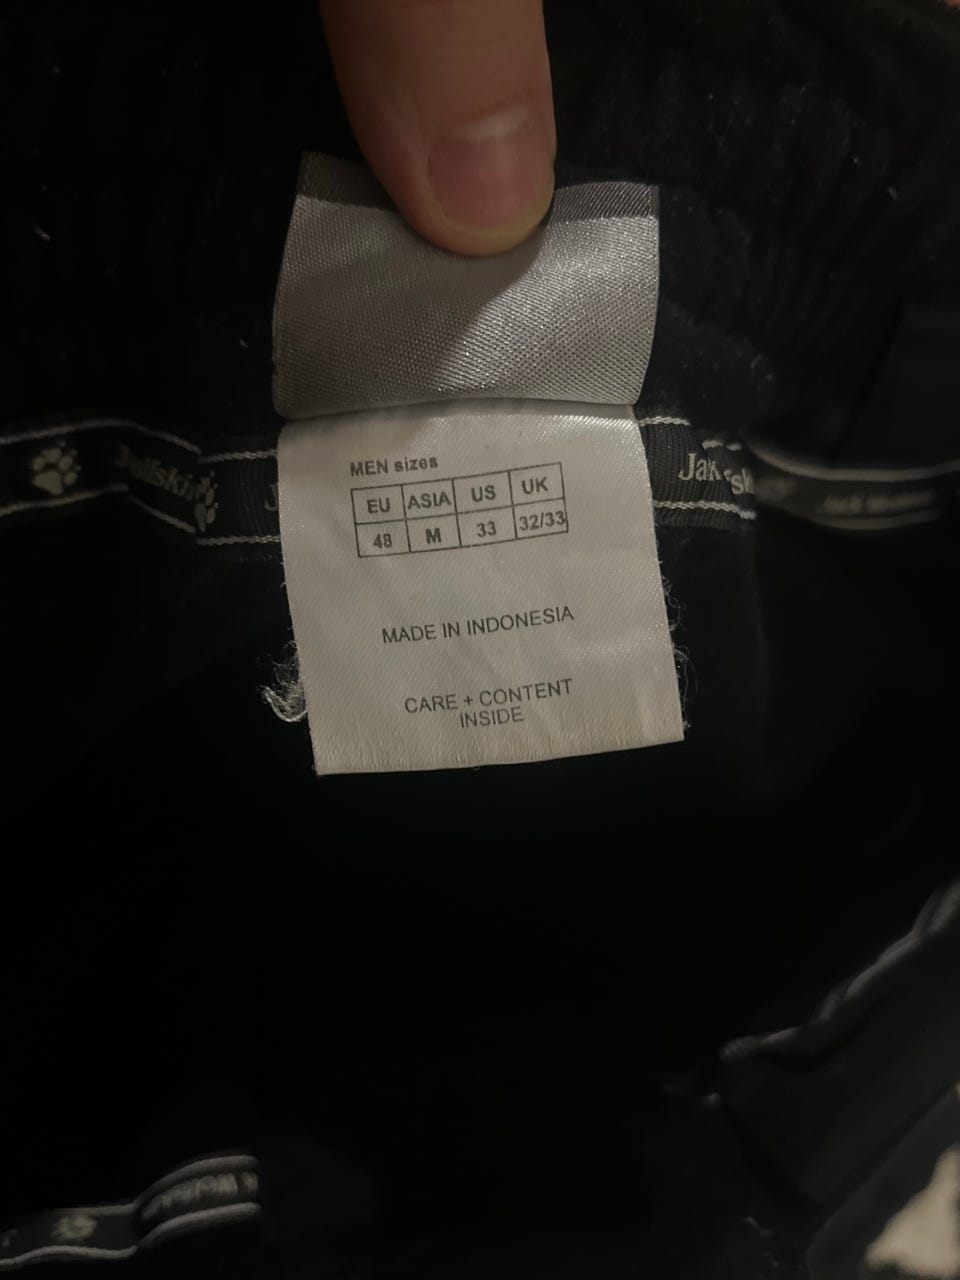 MEN sizes
EU ASIA US UK
48 M 33 32/33
MADE IN INDONESIA
CARE + CONTENT
INSIDE